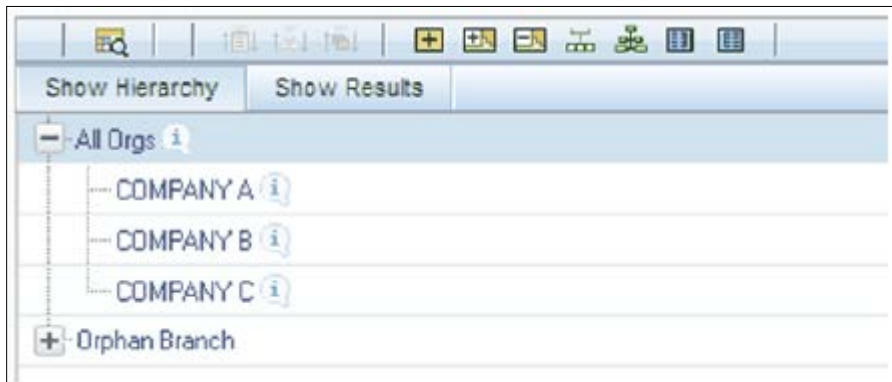 Show Hierarchy Show Results
All Orgs i
COMPANY A i
COMPANY B i
COMPANY C i
Orphan Branch